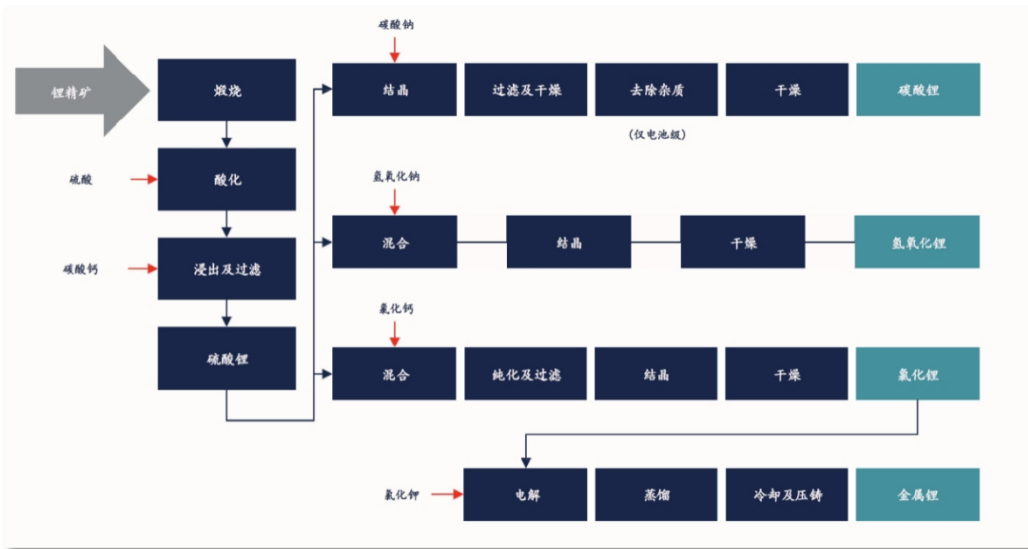 碳酸钠
锂精矿
煅烧
结晶
过滤及干燥
去除杂质
干燥
碳酸锂
(仅电池级)
硫酸
酸化
氢氧化钠
混合
结晶
干燥
氢氧化锂
碳酸钙
浸出及过滤
氯化钙
硫酸锂
混合
纯化及过滤
结晶
干燥
氯化锂
氯化钾
电解
蒸馏
冷却及压铸
金属锂